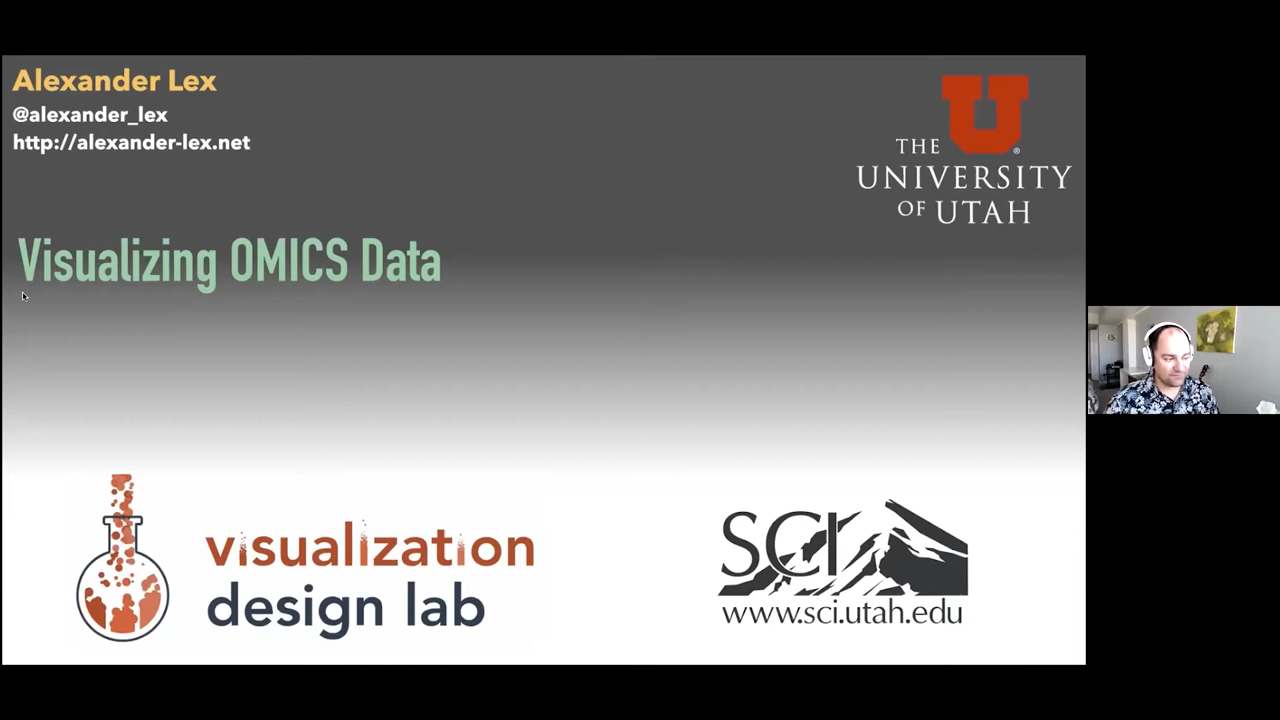 Alexander Lex
@alexander_lex
http://alexander-lex.net
THE
UNIVERSITY
OF UTAH
Visualizing OMICS Data
visualization
design lab
SCI
www.sci.utah.edu